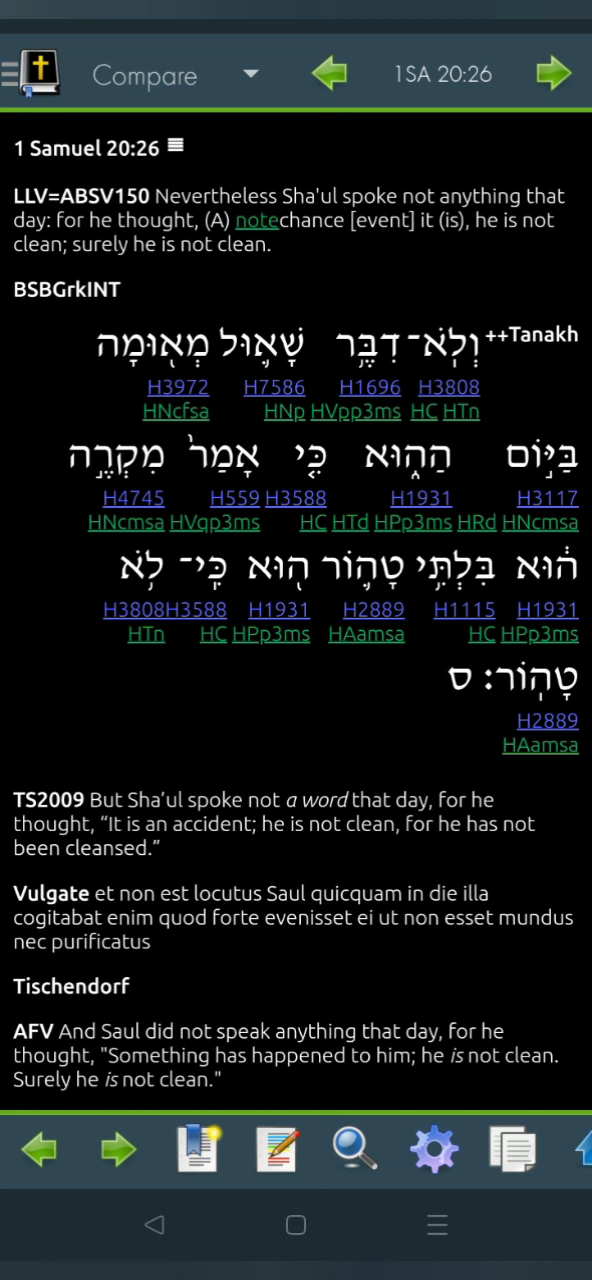 Compare
1SA 20:26
1 Samuel 20:26
LLV=ABSV150 Nevertheless Sha'ul spoke not anything that
day: for he thought, (A) notechance [event] it (is), he is not
clean; surely he is not clean.
BSBGrkINT
++Tanakh וְלֹֽא־ דִבֶּ֥ר שָׁא֛וּל מְא֖וּמָה
H3808 H1696 H7586 H3972
HC HTn HVpp3ms HNp HNcfsa
בַּיּ֣וֹם הַה֑וּא כִּ֤י אָמַר֙ מִקְרֶ֣ה
H3117 H1931 H3588 H559 H4745
HRd HNcmsa HTd HPp3ms HC HVqp3ms HNcmsa
ה֔וּא בִּלְתִּ֥י טָה֛וֹר ה֖וּא כִּֽי־ לֹ֥א
H1931 H1115 H2889 H1931 H3588 H3808
HPp3ms HC HAamsa HPp3ms HC HTn
טָהֽוֹר׃ ס
H2889
HAamsa
TS2009 But Sha’ul spoke not a word that day, for he
thought, “It is an accident; he is not clean, for he has not
been cleansed.”
Vulgate et non est locutus Saul quicquam in die illa
cogitabat enim quod forte evenisset ei ut non esset mundus
nec purificatus
Tischendorf
AFV And Saul did not speak anything that day, for he
thought, "Something has happened to him; he is not clean.
Surely he is not clean."